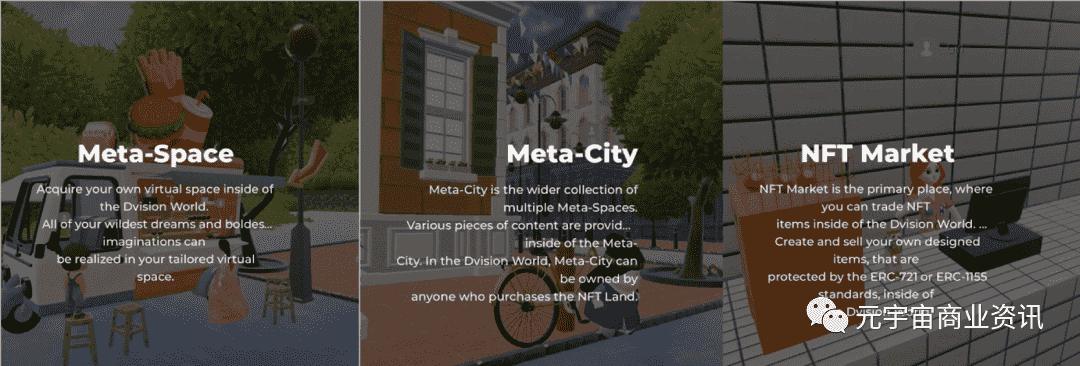 Meta-Space
Acquire your own virtual space inside of
the Dvision World.
All of your wildest dreams and boldes...
imaginations can
be realized in your tailored virtual
space.
Meta-City
Meta-City is the wider collection of
multiple Meta-Spaces.
Various pieces of content are provid...
inside of the Meta-
City. In the Dvision World, Meta-City can
be owned by
anyone who purchases the NFT Land.
NFT Market
NFT Market is the primary place, where
you can trade NFT
items inside of the Dvision World. ...
Create and sell your own designed
items, that are
protected by the ERC-721 or ERC-1155
standards, inside of
元宇宙商业资讯